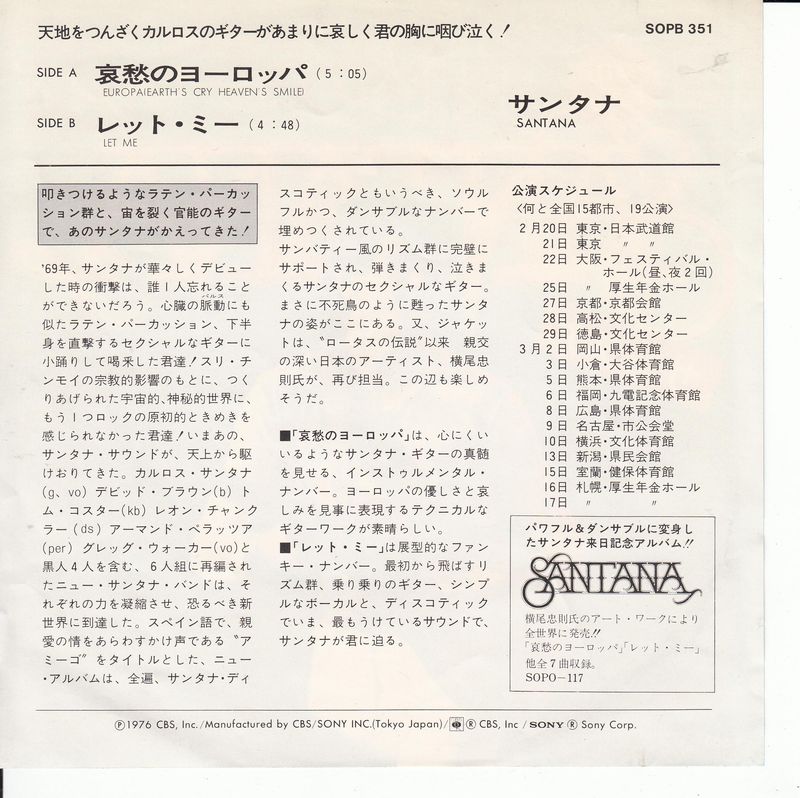 天地をつんざくカルロスのギターがあまりに哀しく君の胸に咽び泣く!
SOPB 351
SIDE A 哀愁のヨーロッパ (5:05)
EUROPA(EARTH'S CRY HEAVEN'S SMILE)
SIDE B レット・ミー (4:48)
LET ME
サンタナ
SANTANA
叩きつけるようなラテン・パーカッ
ション群と、宙を裂く官能のギター
で、あのサンタナがかえってきた!
'69年、サンタナが華々しくデビュー
した時の衝撃は、誰1人忘れること
ができないだろう。心臓の脈動にも
パルス
似たラテン・パーカッション、下半
身を直撃するセクシャルなギター
に小踊りして喝釆した君達!スリ・チ
ンモイの宗教的影響のもとに、つく
りあげられた宇宙的、神秘的世界に、
もう1つロックの原初的ときめきを
感じられなかった君達!いまあの、
サンタナ・サウンドが、天上から駆
けおりてきた。カルロス・サンタナ
(g、vo) デビッド・ブラウン(b) ト
ム・コスター(kb) レオン・チャンク
ラー(ds) アーマンド・ペラッツア
(per) グレッグ・ウォーカー(vo)と
黒人4人を含む、6人組に再編され
たニュー・サンタナ・バンドは、そ
れぞれの力を凝縮させ、恐るべき新
世界に到達した。スペイン語で、親
愛の情をあらわすかけ声である“ア
ミーゴ”をタイトルとした、ニュー
・アルバムは、全遍、サンタナ・ディ
スコティックともいうべき、ソウル
フルかつ、ダンサブルなナンバーで
埋めつくされている。
サンバティー風のリズム群に完璧に
サポートされ、弾きまくり、泣きま
くるサンタナのセクシャルなギター。
まさに不死鳥のように甦ったサンタ
ナの姿がここにある。又、ジャケッ
トは、“ロータスの伝説”以来 親交
の深い日本のアーティスト、横尾忠
則氏が、再び担当。この辺も楽しめ
そうだ。
■「哀愁のヨーロッパ」は、心にくい
いるようなサンタナ・ギターの真髄
を見せる、インストゥルメンタル・
ナンバー。ヨーロッパの優しさと哀
しみを見事に表現するテクニカルな
ギターワークが素晴らしい。
■「レット・ミー」は展型的なファン
キー・ナンバー。最初から飛ばすリ
ズム群、乗り乗りのギター、シンプ
ルなボーカルと、ディスコティック
でいま、最もうけているサウンドで、
サンタナが君に迫る。
公演スケジュール
〈何と全国15都市、19公演〉
2月20日 東京・日本武道館
21日 東京 〃 〃
22日 大阪・フェスティバル・
ホール(昼、夜2回)
25日 〃 厚生年金ホール
27日 京都・京都会館
28日 高松・文化センター
29日 徳島・文化センター
3月2日 岡山・県体育館
3日 小倉・大谷体育館
5日 熊本・県体育館
6日 福岡・九電記念体育館
8日 広島・県体育館
9日 名古屋・市公会堂
10日 横浜・文化体育館
13日 新潟・県民会館
15日 室蘭・健保体育館
16日 札幌・厚生年金ホール
17日 〃 〃
パワフル&ダンサブルに変身し
たサンタナ来日記念アルバム!!
SANTANA
横尾忠則氏のアート・ワークにより
全世界に発売!!
「哀愁のヨーロッパ」「レット・ミー」
他全7曲収録。
SOPO-117
Ⓟ1976 CBS, Inc./Manufactured by CBS/SONY INC.(Tokyo Japan)/ ® CBS, Inc / SONY ® Sony Corp.